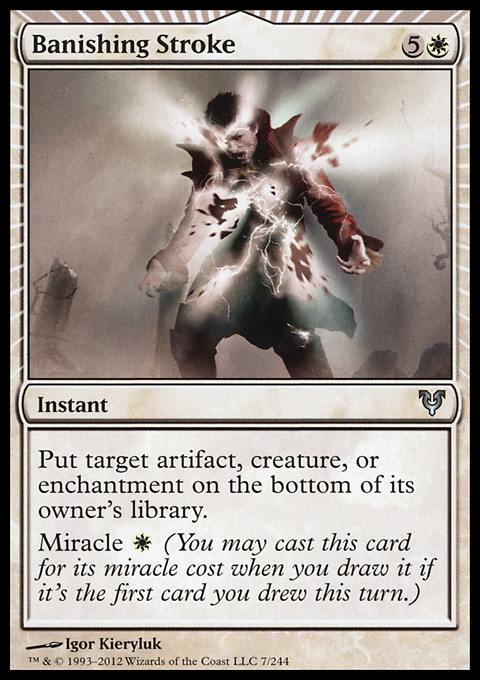 Banishing Stroke 5
Instant
Put target artifact, creature, or
enchantment on the bottom of its
owner's library.
Miracle (You may cast this card
for its miracle cost when you draw it if
it's the first card you drew this turn.)
Igor Kieryluk
™ & © 1993–2012 Wizards of the Coast LLC 7/244